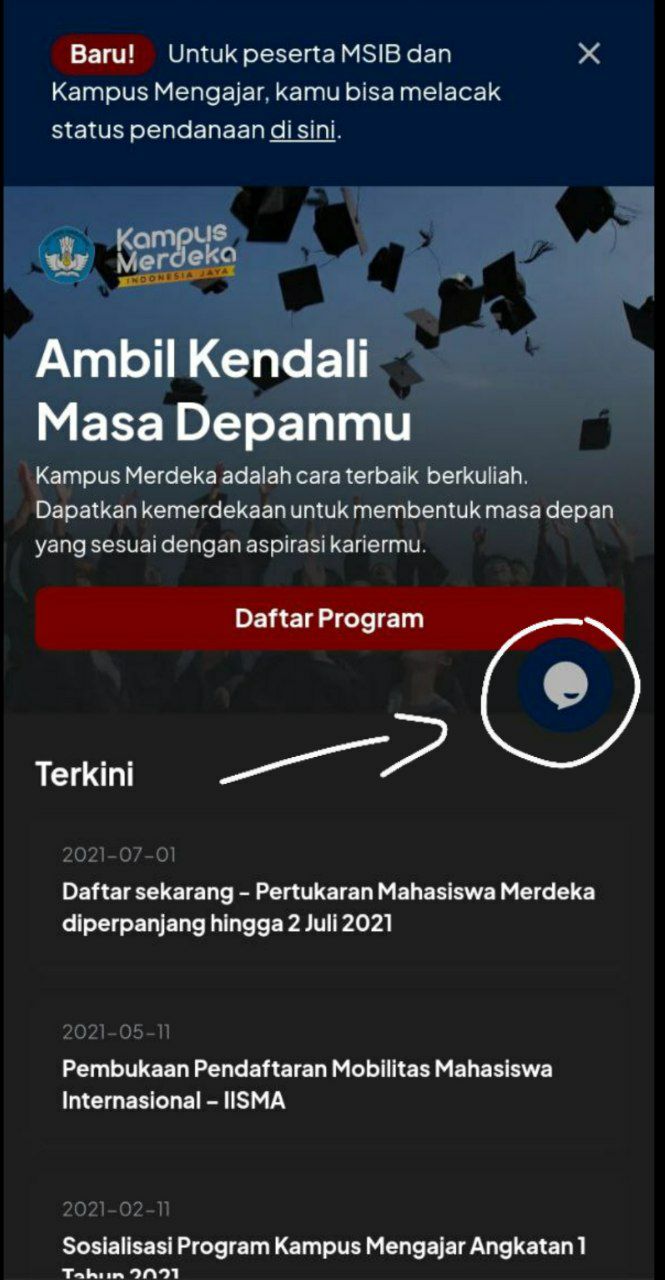 Baru! Untuk peserta MSIB dan
Kampus Mengajar, kamu bisa melacak
status pendanaan di sini.
Kampus
Merdeka
INDONESIA JAYA
Ambil Kendali
Masa Depanmu
Kampus Merdeka adalah cara terbaik berkuliah.
Dapatkan kemerdekaan untuk membentuk masa depan
yang sesuai dengan aspirasi kariermu.
Daftar Program
Terkini
2021-07-01
Daftar sekarang - Pertukaran Mahasiswa Merdeka
diperpanjang hingga 2 Juli 2021
2021-05-11
Pembukaan Pendaftaran Mobilitas Mahasiswa
Internasional – IISMA
2021-02-11
Sosialisasi Program Kampus Mengajar Angkatan 1
Tahun 2021